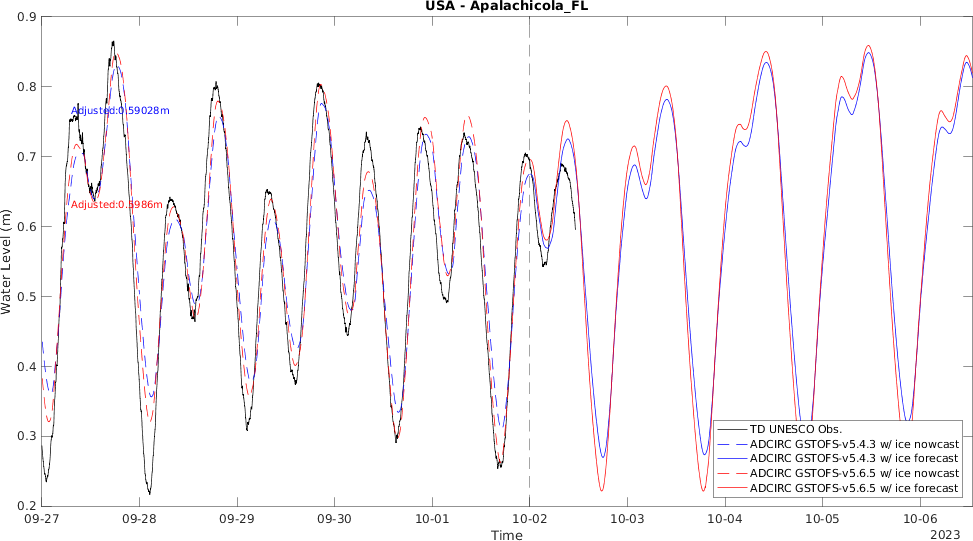 USA - Apalachicola_FL
0.9
0.8
0.7
0.6
0.5
0.4
0.3
0.2
Water Level (m)
Adjusted:0.59028m
Adjusted:0.5986m
TD UNESCO Obs.
ADCIRC GSTOFS-v5.4.3 w/ ice nowcast
ADCIRC GSTOFS-v5.4.3 w/ ice forecast
ADCIRC GSTOFS-v5.6.5 w/ ice nowcast
ADCIRC GSTOFS-v5.6.5 w/ ice forecast
09-27 09-28 09-29 09-30 10-01 10-02 10-03 10-04 10-05 10-06
Time
2023